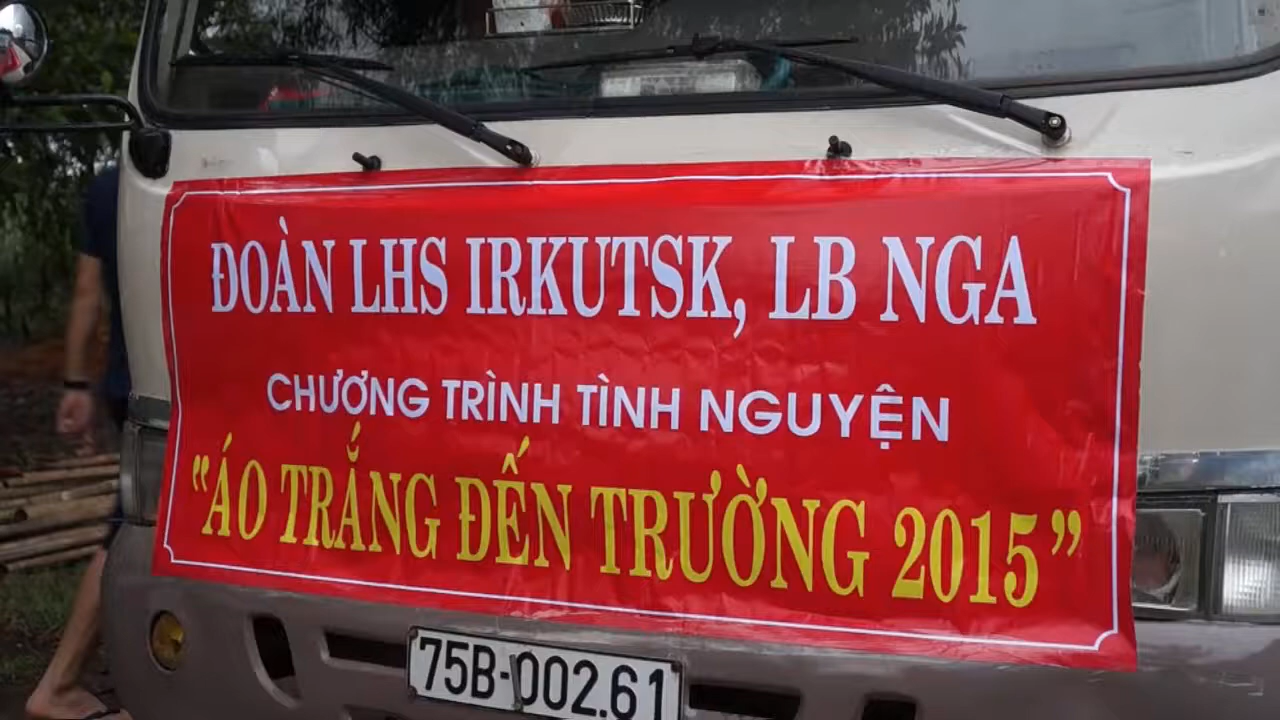 ĐOÀN LHS IRKUTSK, LB NGA
CHƯƠNG TRÌNH TÌNH NGUYỆN
“ÁO TRẮNG ĐẾN TRƯỜNG 2015”
75B-002.61